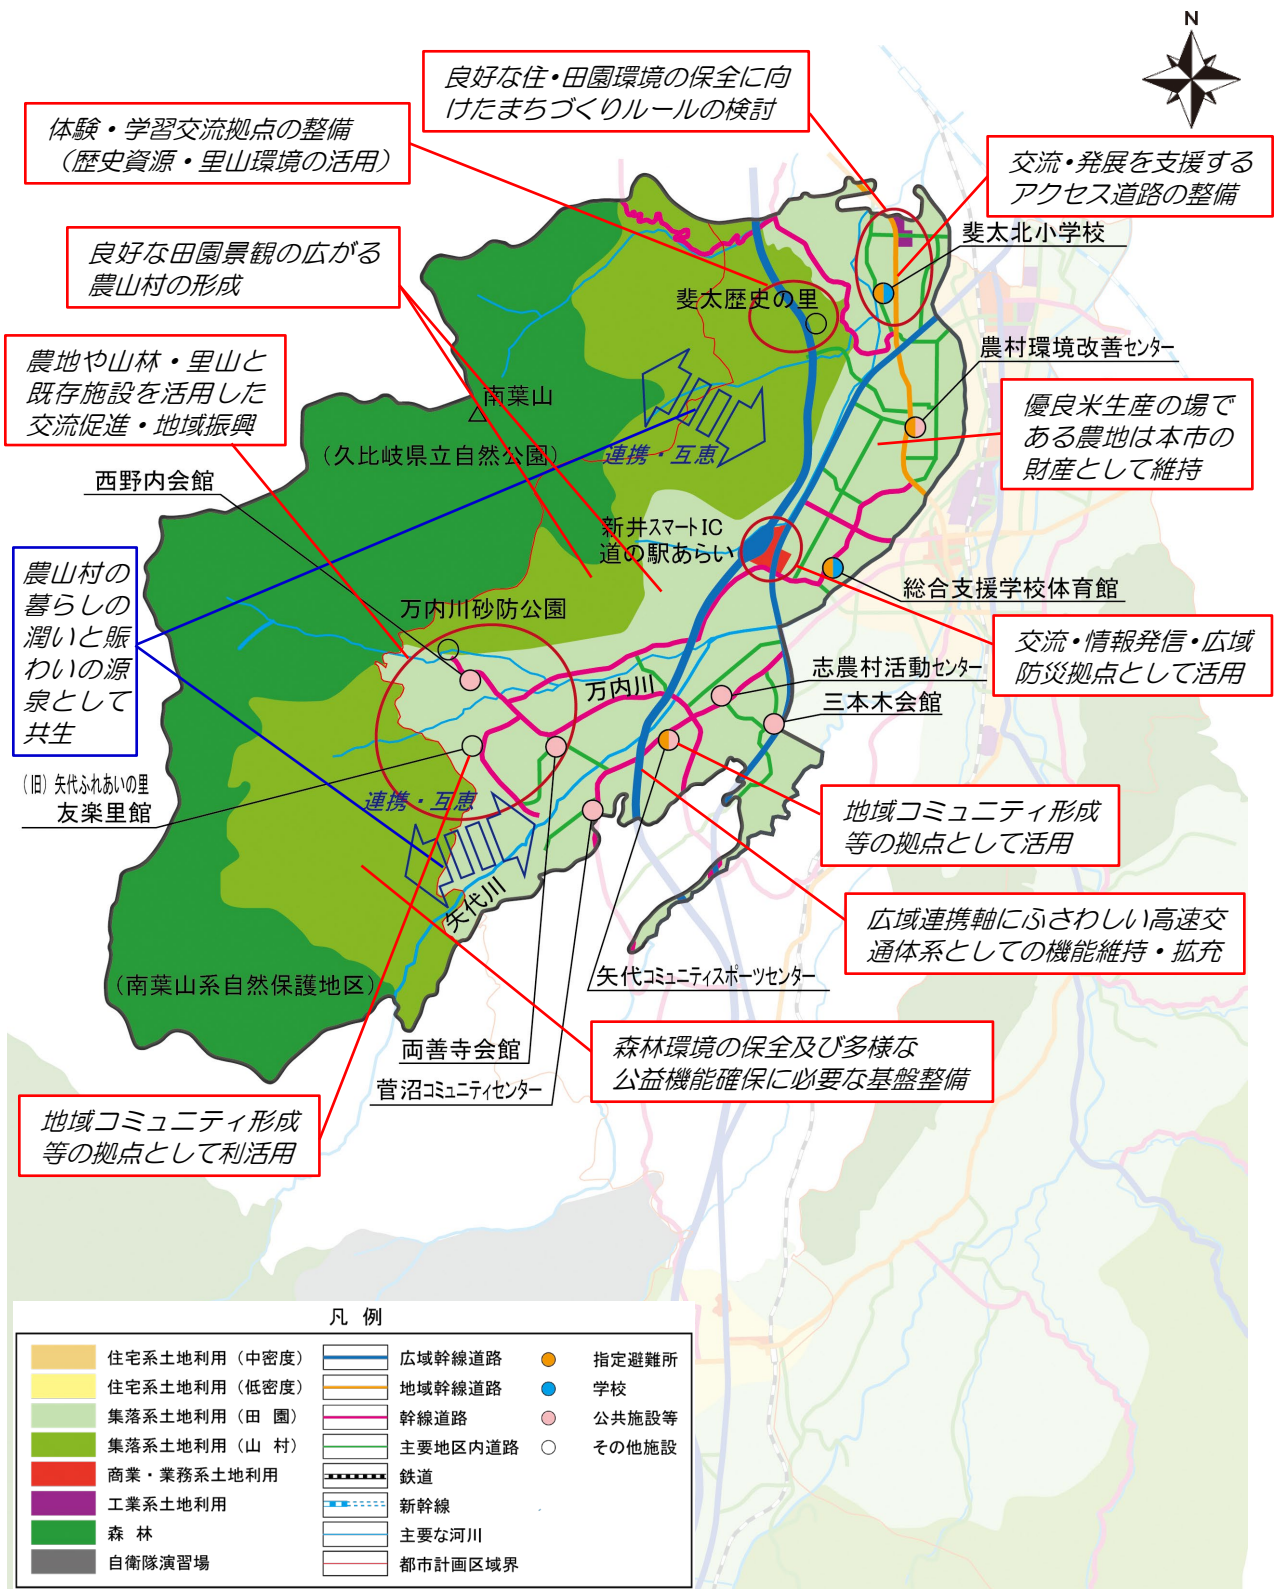 N
良好な住・田園環境の保全に向
けたまちづくりルールの検討
体験・学習交流拠点の整備
（歴史資源・里山環境の活用）
交流・発展を支援する
アクセス道路の整備
斐太北小学校
良好な田園景観の広がる
農山村の形成
斐太歴史の里
農村環境改善センター
農地や山林・里山と
既存施設を活用した
交流促進・地域振興
南葉山
（久比岐県立自然公園）
連携・互恵
優良米生産の場で
ある農地は本市の
財産として維持
西野内会館
新井スマートIC
道の駅あらい
農山村の
暮らしの
潤いと賑
わいの源
泉として
共生
万内川砂防公園
総合支援学校体育館
交流・情報発信・広域
防災拠点として活用
万内川
志農村活動センター
三本木会館
（旧）矢代ふれあいの里
友楽里館
連携・互恵
地域コミュニティ形成
等の拠点として活用
矢代川
広域連携軸にふさわしい高速交
通体系としての機能維持・拡充
（南葉山系自然保護地区）
矢代コミュニティスポーツセンター
両善寺会館
菅沼コミュニティセンター
森林環境の保全及び多様な
公益機能確保に必要な基盤整備
地域コミュニティ形成
等の拠点として利活用
凡 例
住宅系土地利用（中密度）
住宅系土地利用（低密度）
集落系土地利用（田 園）
集落系土地利用（山 村）
商業・業務系土地利用
工業系土地利用
森 林
自衛隊演習場
広域幹線道路
地域幹線道路
幹線道路
主要地区内道路
鉄道
新幹線
主要な河川
都市計画区域界
指定避難所
学校
公共施設等
その他施設